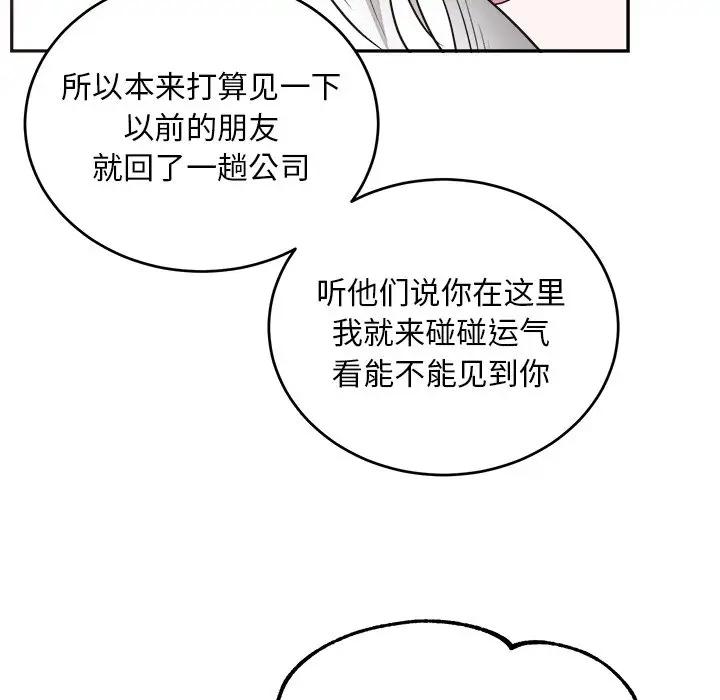 所以本来打算见一下
以前的朋友
就回了一趟公司
听他们说你在这里
我就来碰碰运气
看能不能见到你